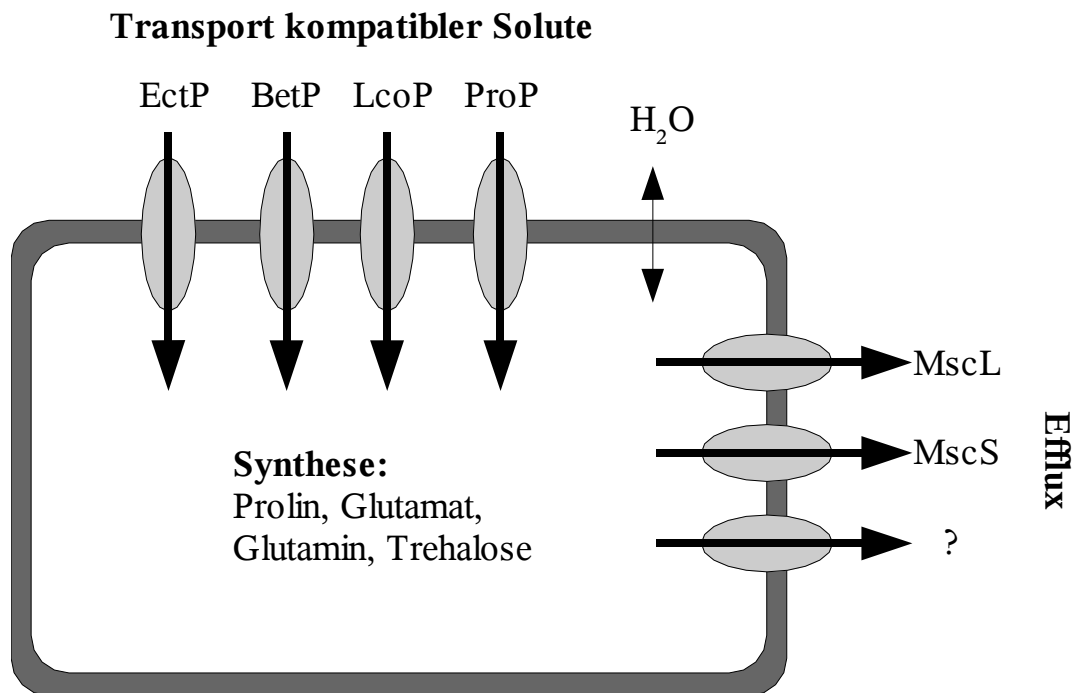 Transport kompatibler Solute
EctP BetP LcoP ProP
H₂O
MscL
MscS
?
Efflux
Synthese:
Prolin, Glutamat,
Glutamin, Trehalose